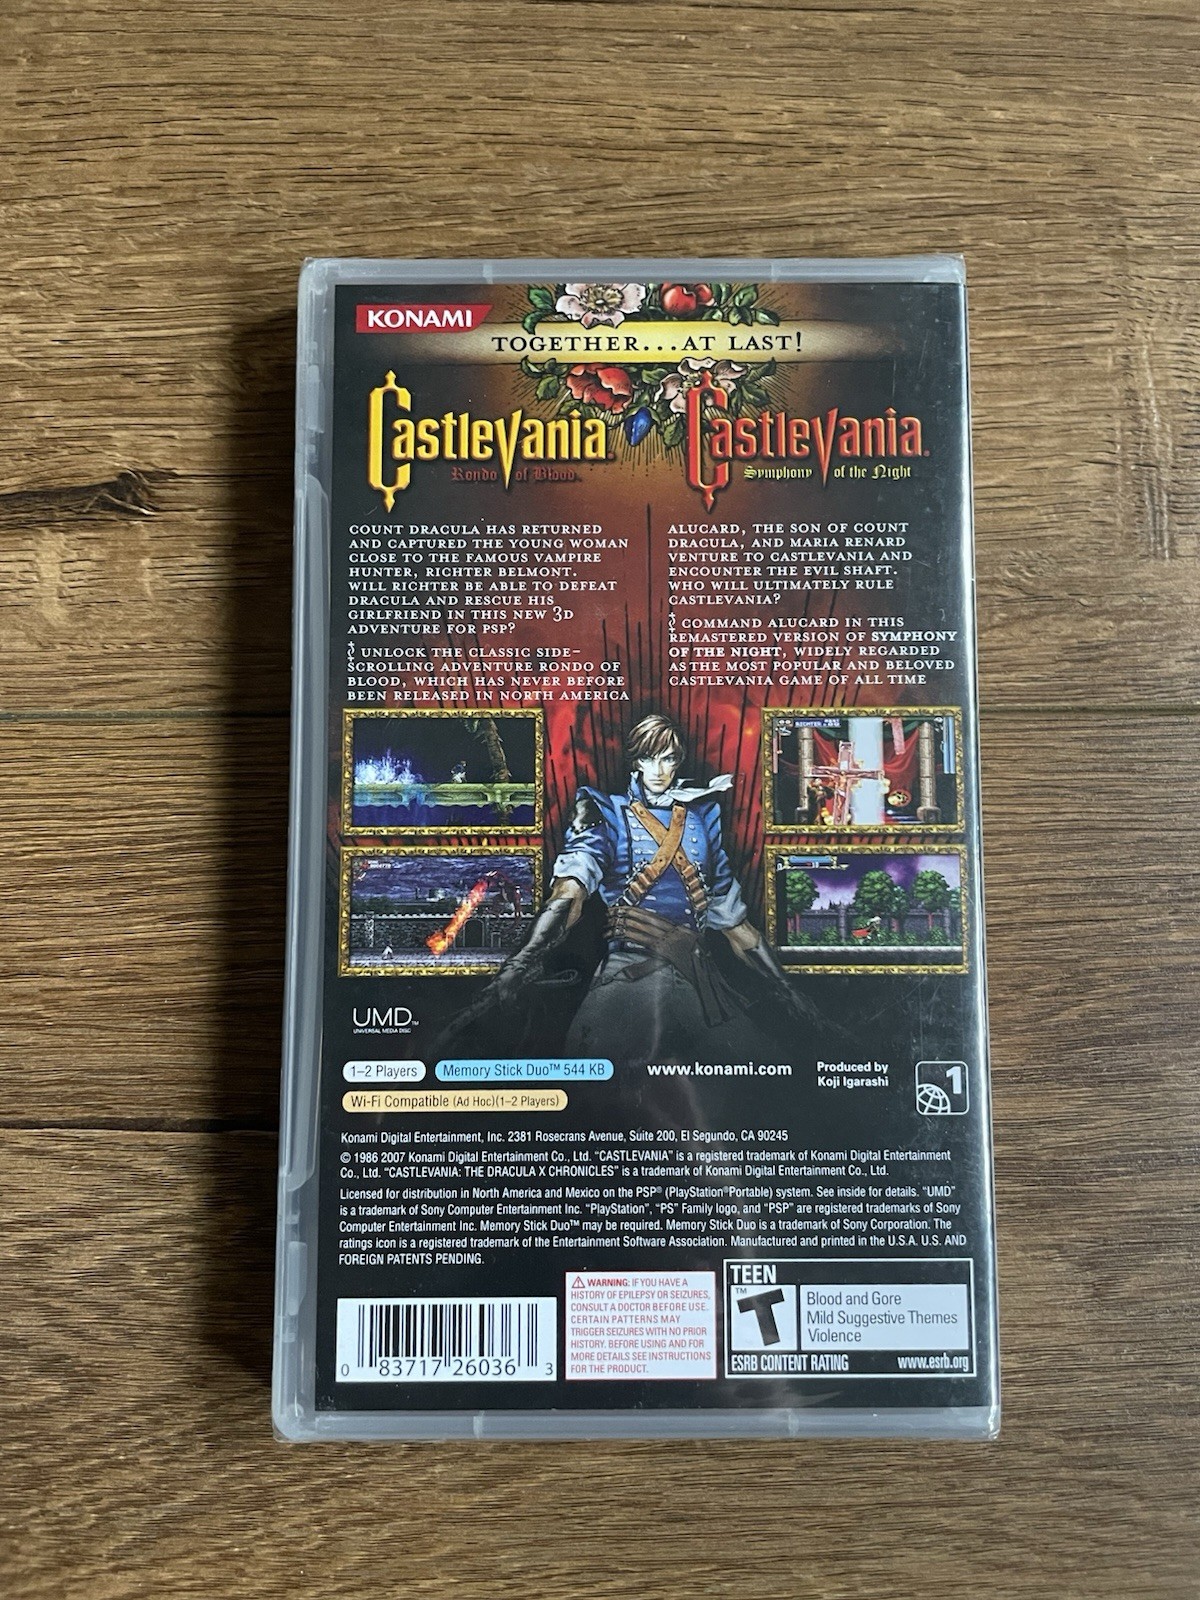 KONAMI
TOGETHER...AT LAST!
Castlevania
Rondo of Blood
COUNT DRACULA HAS RETURNED
AND CAPTURED THE YOUNG WOMAN
CLOSE TO THE FAMOUS VAMPIRE
HUNTER, RICHTER BELMONT.
WILL RICHTER BE ABLE TO DEFEAT
DRACULA AND RESCUE HIS
GIRLFRIEND IN THIS NEW 3D
ADVENTURE FOR PSP?
UNLOCK THE CLASSIC SIDE-
SCROLLING ADVENTURE RONDO OF
BLOOD, WHICH HAS NEVER BEFORE
BEEN RELEASED IN NORTH AMERICA
Castlevania
Symphony of the Night
ALUCARD, THE SON OF COUNT
DRACULA, AND MARIA RENARD
VENTURE TO CASTLEVANIA AND
ENCOUNTER THE EVIL SHAFT.
WHO WILL ULTIMATELY RULE
CASTLEVANIA?
COMMAND ALUCARD IN THIS
REMASTERED VERSION OF SYMPHONY
OF THE NIGHT, WIDELY REGARDED
AS THE MOST POPULAR AND BELOVED
CASTLEVANIA GAME OF ALL TIME
UMD™
UNIVERSAL MEDIA DISC
1-2 Players
Memory Stick Duo™ 544 KB
www.konami.com
Produced by
Koji Igarashi
1
Wi-Fi Compatible (Ad Hoc)(1-2 Players)
Konami Digital Entertainment, Inc. 2381 Rosecrans Avenue, Suite 200, El Segundo, CA 90245
© 1986 2007 Konami Digital Entertainment Co., Ltd. “CASTLEVANIA” is a registered trademark of Konami Digital Entertainment
Co., Ltd. “CASTLEVANIA: THE DRACULA X CHRONICLES” is a trademark of Konami Digital Entertainment Co., Ltd.
Licensed for distribution in North America and Mexico on the PSP® (PlayStation®Portable) system. See inside for details. “UMD”
is a trademark of Sony Computer Entertainment Inc. “PlayStation”, “PS” Family logo, and “PSP” are registered trademarks of Sony
Computer Entertainment Inc. Memory Stick Duo™ may be required. Memory Stick Duo is a trademark of Sony Corporation. The
ratings icon is a registered trademark of the Entertainment Software Association. Manufactured and printed in the U.S.A. U.S. AND
FOREIGN PATENTS PENDING.
0 83717 26036 3
WARNING: IF YOU HAVE A
HISTORY OF EPILEPSY OR SEIZURES,
CONSULT A DOCTOR BEFORE USE.
CERTAIN PATTERNS MAY
TRIGGER SEIZURES WITH NO PRIOR
HISTORY. BEFORE USING AND FOR
MORE DETAILS SEE INSTRUCTIONS
FOR THE PRODUCT.
TEEN
T™
Blood and Gore
Mild Suggestive Themes
Violence
ESRB CONTENT RATING
www.esrb.org